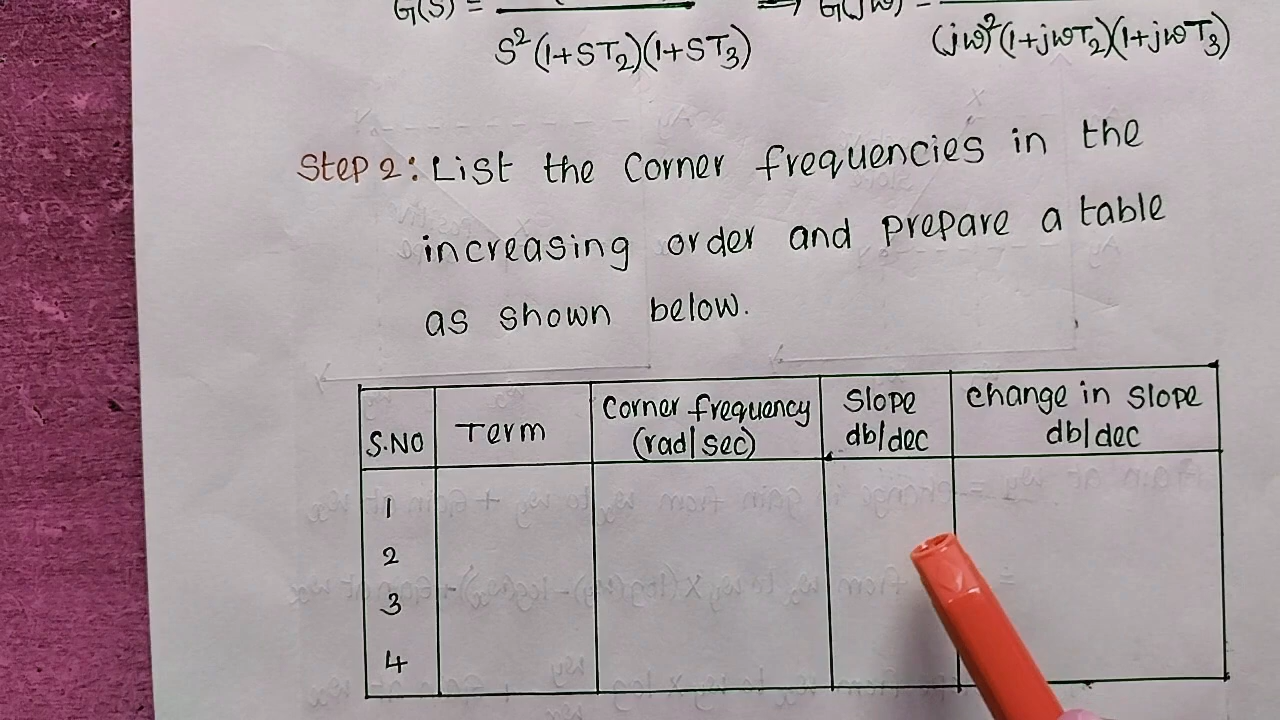 G(S) = ⟹ G(jω) =
S²(1+ST₂)(1+ST₃) (jω)²(1+jωT₂)(1+jωT₃)
Step 2: List the Corner frequencies in the
increasing order and prepare a table
as shown below.
S.NO Term Corner frequency (rad/sec) Slope db/dec Change in Slope db/dec
1
2
3
4